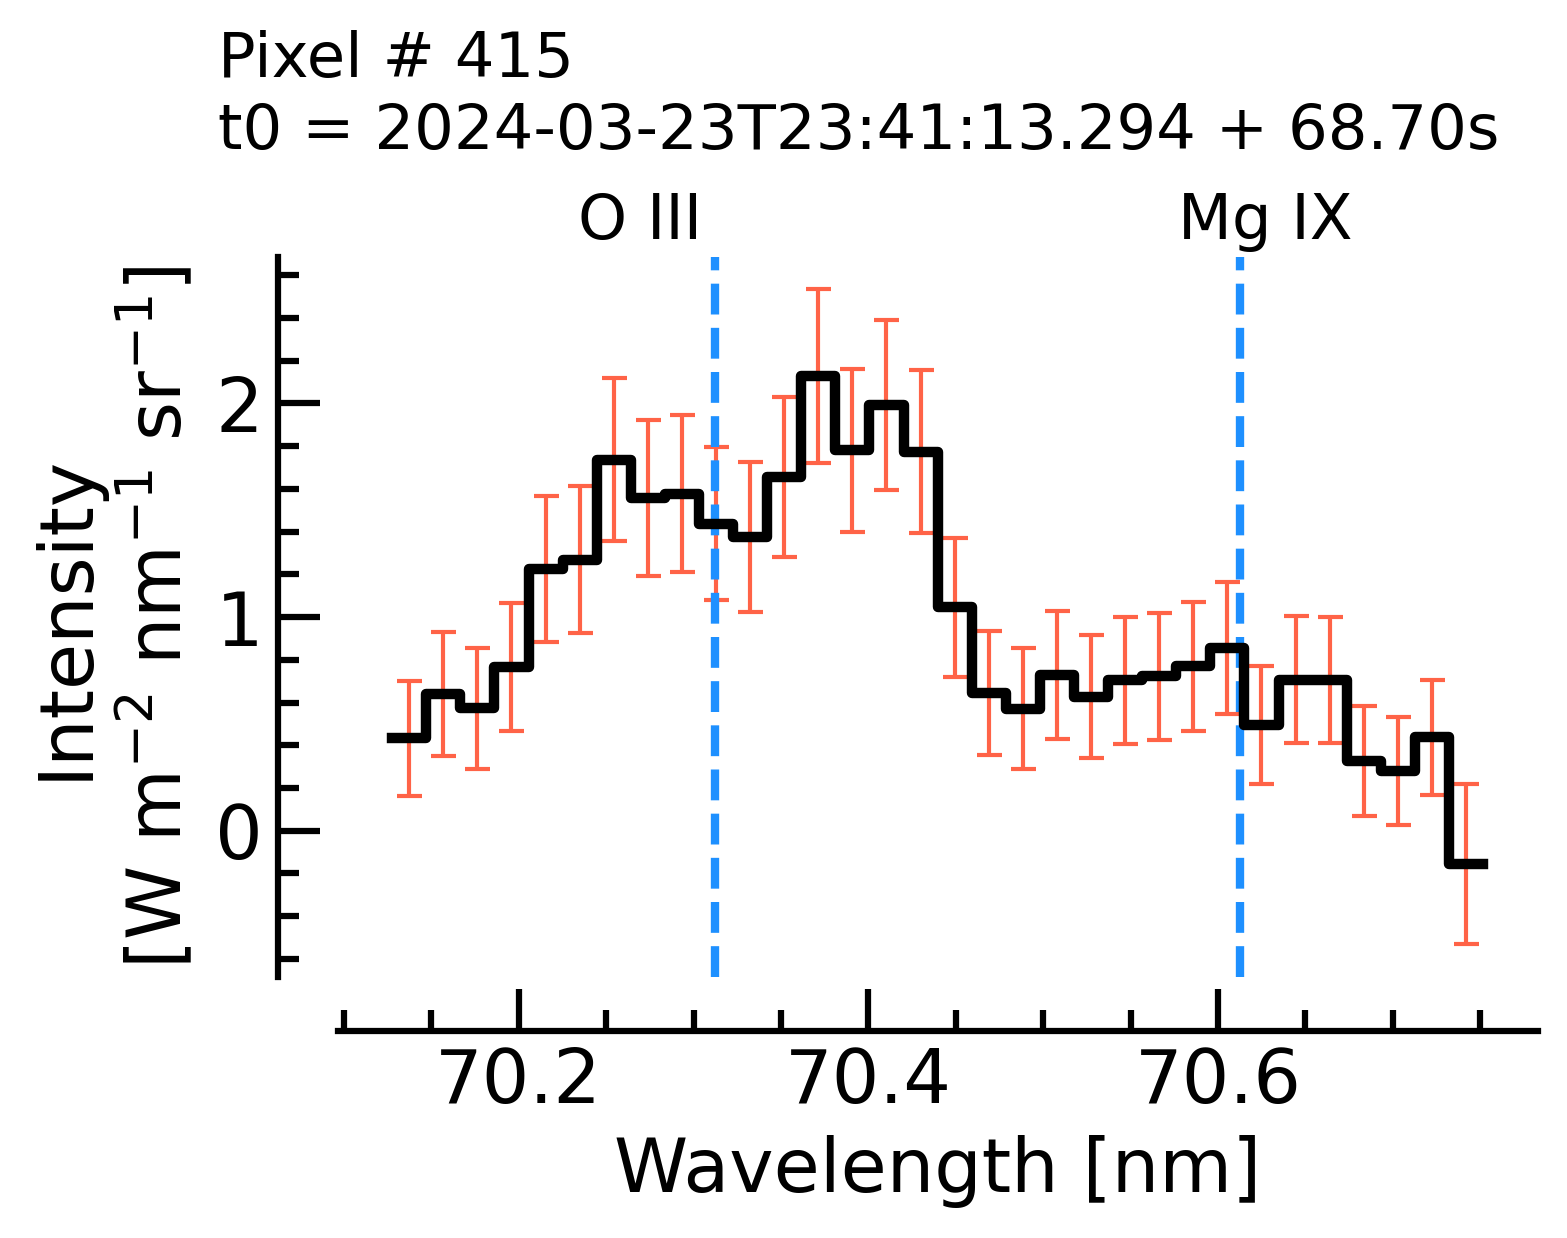 Pixel # 415
t0 = 2024-03-23T23:41:13.294 + 68.70s
O III
Mg IX
Intensity
[W m⁻² nm⁻¹ sr⁻¹]
2
1
0
70.2
70.4
70.6
Wavelength [nm]